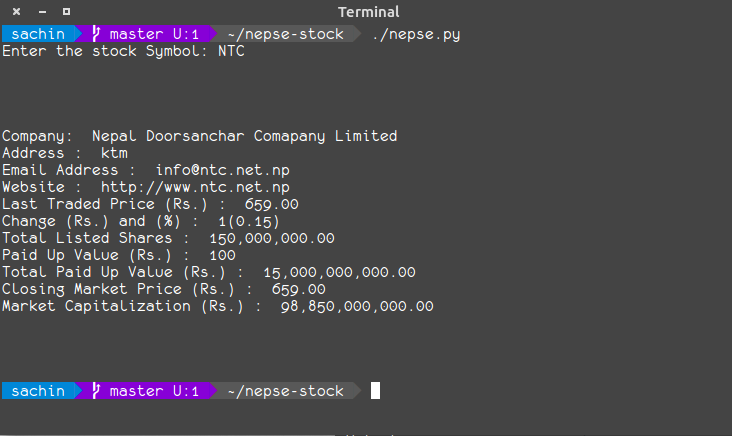 Terminal
sachin master U:1 ~/nepse-stock ./nepse.py
Enter the stock Symbol: NTC
Company: Nepal Doorsanchar Comapany Limited
Address : ktm
Email Address : info@ntc.net.np
Website : http://www.ntc.net.np
Last Traded Price (Rs.) : 659.00
Change (Rs.) and (%) : 1(0.15)
Total Listed Shares : 150,000,000.00
Paid Up Value (Rs.) : 100
Total Paid Up Value (Rs.) : 15,000,000,000.00
Closing Market Price (Rs.) : 659.00
Market Capitalization (Rs.) : 98,850,000,000.00
sachin master U:1 ~/nepse-stock